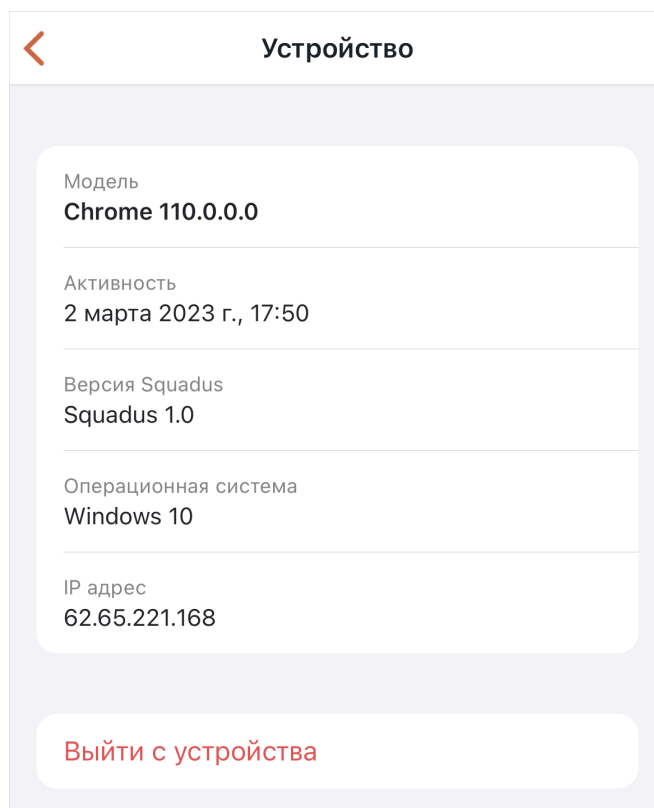 Устройство
Модель
Chrome 110.0.0.0
Активность
2 марта 2023 г., 17:50
Версия Squadus
Squadus 1.0
Операционная система
Windows 10
IP адрес
62.65.221.168
Выйти с устройства